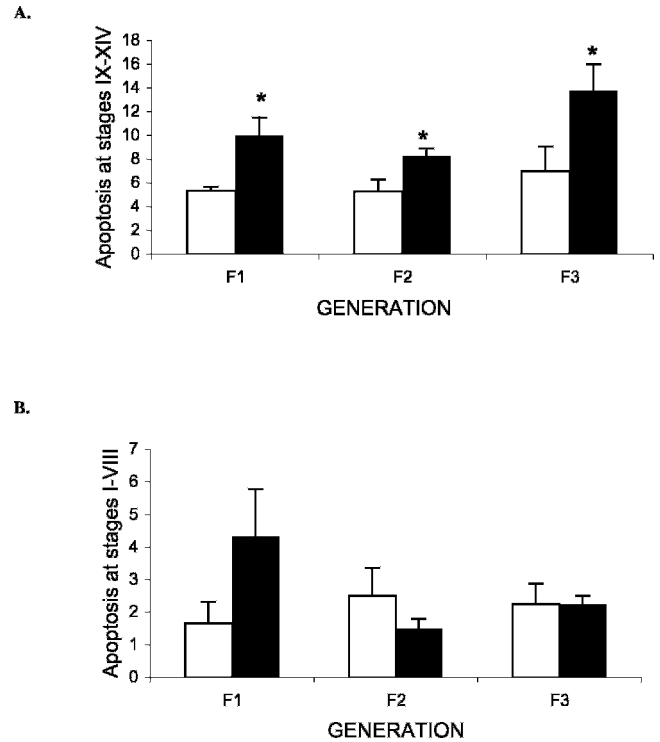 A.
Apoptosis at stages IX-XIV
18
16
14
12
10
8
6
4
2
0
*
*
*
F1
F2
F3
GENERATION
B.
Apoptosis at stages I-VIII
7
6
5
4
3
2
1
0
F1
F2
F3
GENERATION